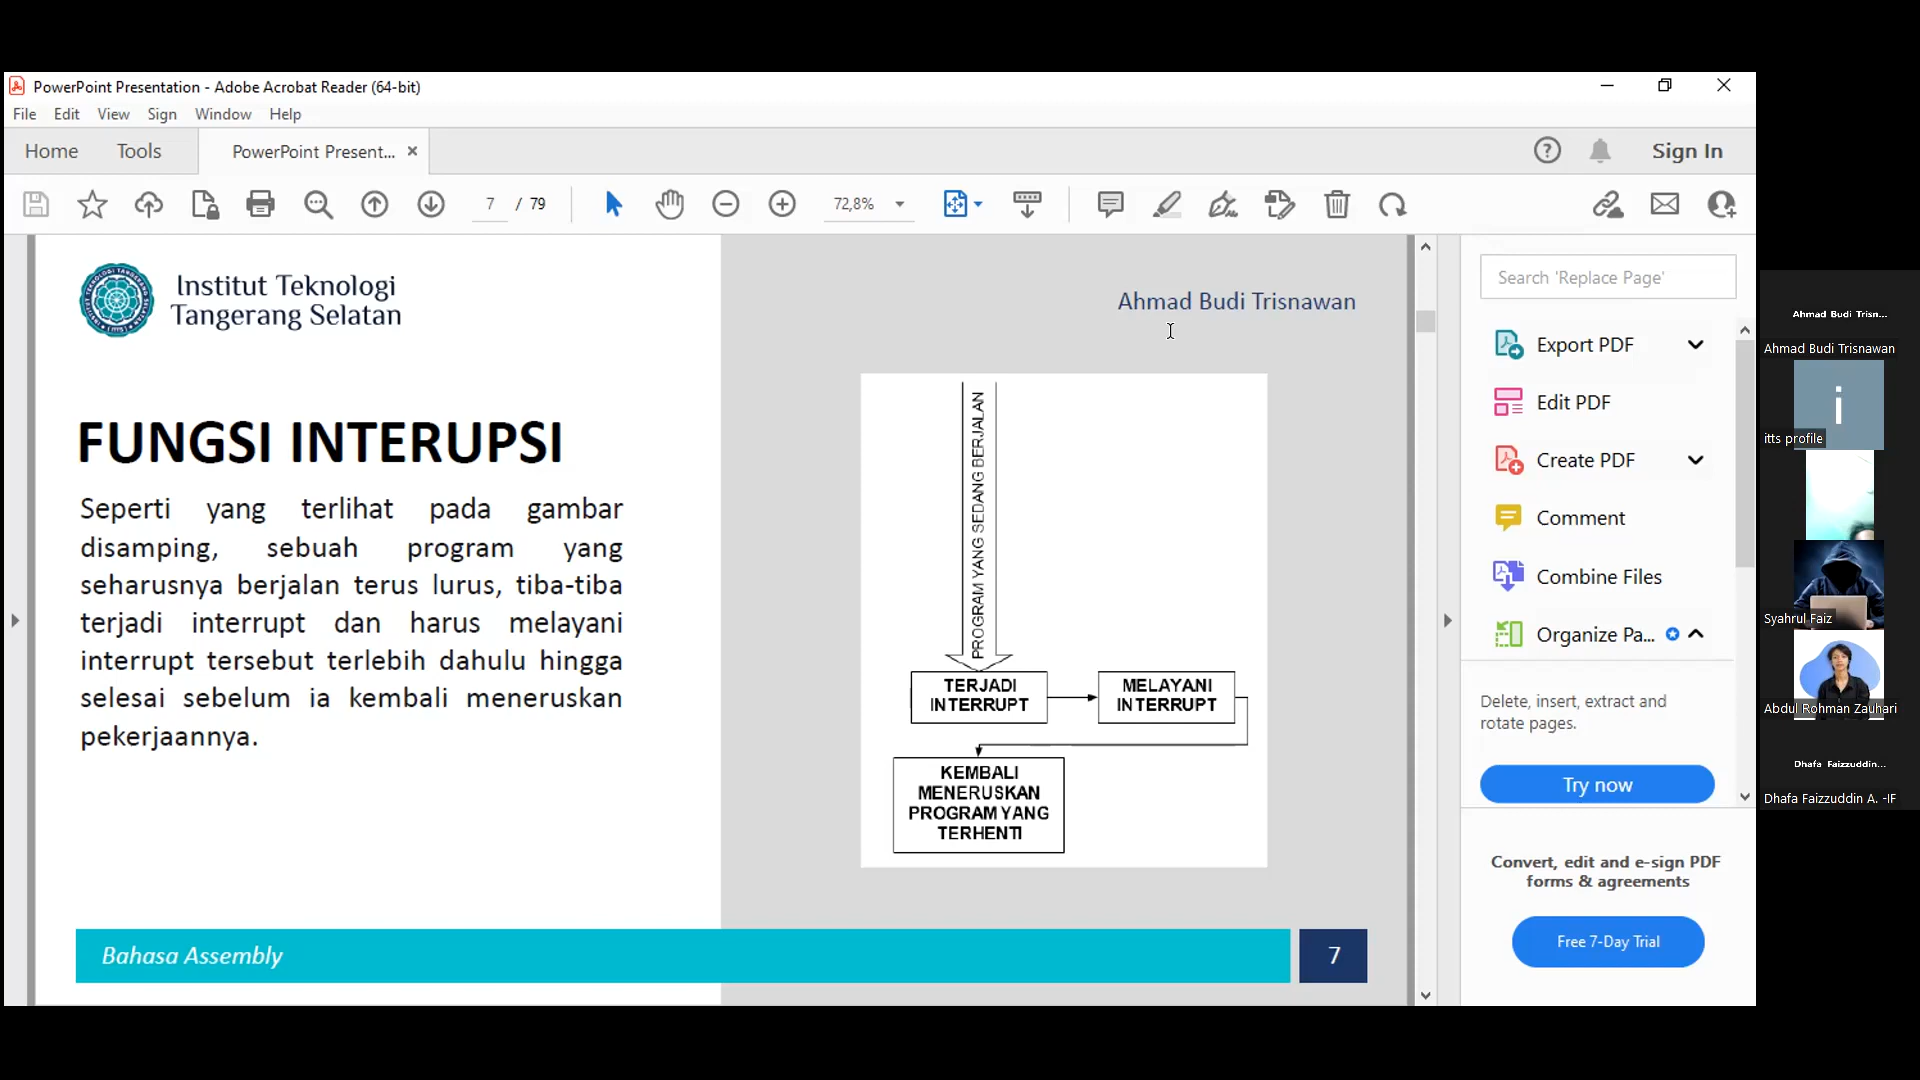 PowerPoint Presentation - Adobe Acrobat Reader (64-bit)
File Edit View Sign Window Help
Home Tools PowerPoint Present... ×
Sign In
7 / 79
72,8%
Institut Teknologi
Tangerang Selatan
Ahmad Budi Trisnawan
FUNGSI INTERUPSI
Seperti yang terlihat pada gambar
disamping, sebuah program yang
seharusnya berjalan terus lurus, tiba-tiba
terjadi interrupt dan harus melayani
interrupt tersebut terlebih dahulu hingga
selesai sebelum ia kembali meneruskan
pekerjaannya.
PROGRAM YANG SEDANG BERJALAN
TERJADI
INTERRUPT
MELAYANI
INTERRUPT
KEMBALI
MENERUSKAN
PROGRAM YANG
TERHENTI
Bahasa Assembly
7
Search 'Replace Page'
Export PDF
Edit PDF
Create PDF
Comment
Combine Files
Organize Pa...
Delete, insert, extract and
rotate pages.
Try now
Convert, edit and e-sign PDF
forms & agreements
Free 7-Day Trial
Ahmad Budi Trisn...
Ahmad Budi Trisnawan
i
itts profile
Syahrul Faiz
Abdul Rohman Zauhari
Dhafa Faizzuddin...
Dhafa Faizzuddin A. -IF